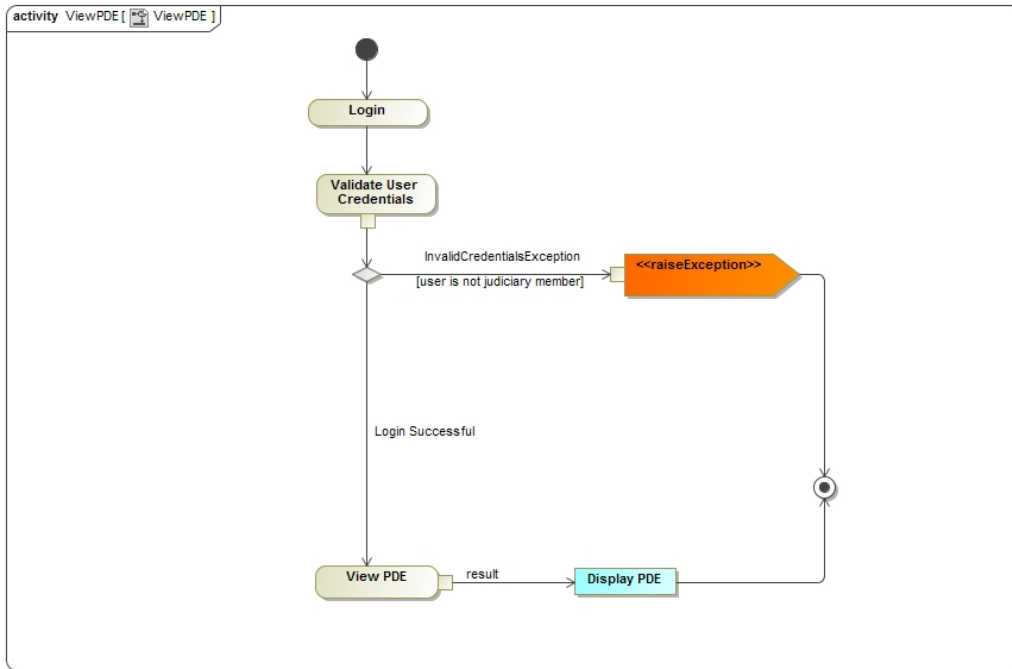 activity ViewPDE [ ViewPDE ]
Login
Validate User
Credentials
InvalidCredentialsException
[user is not judiciary member]
<<raiseException>>
Login Successful
View PDE
result
Display PDE